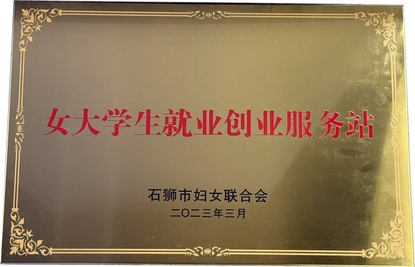 女大学生就业创业服务站
石狮市妇女联合会
二〇二三年三月